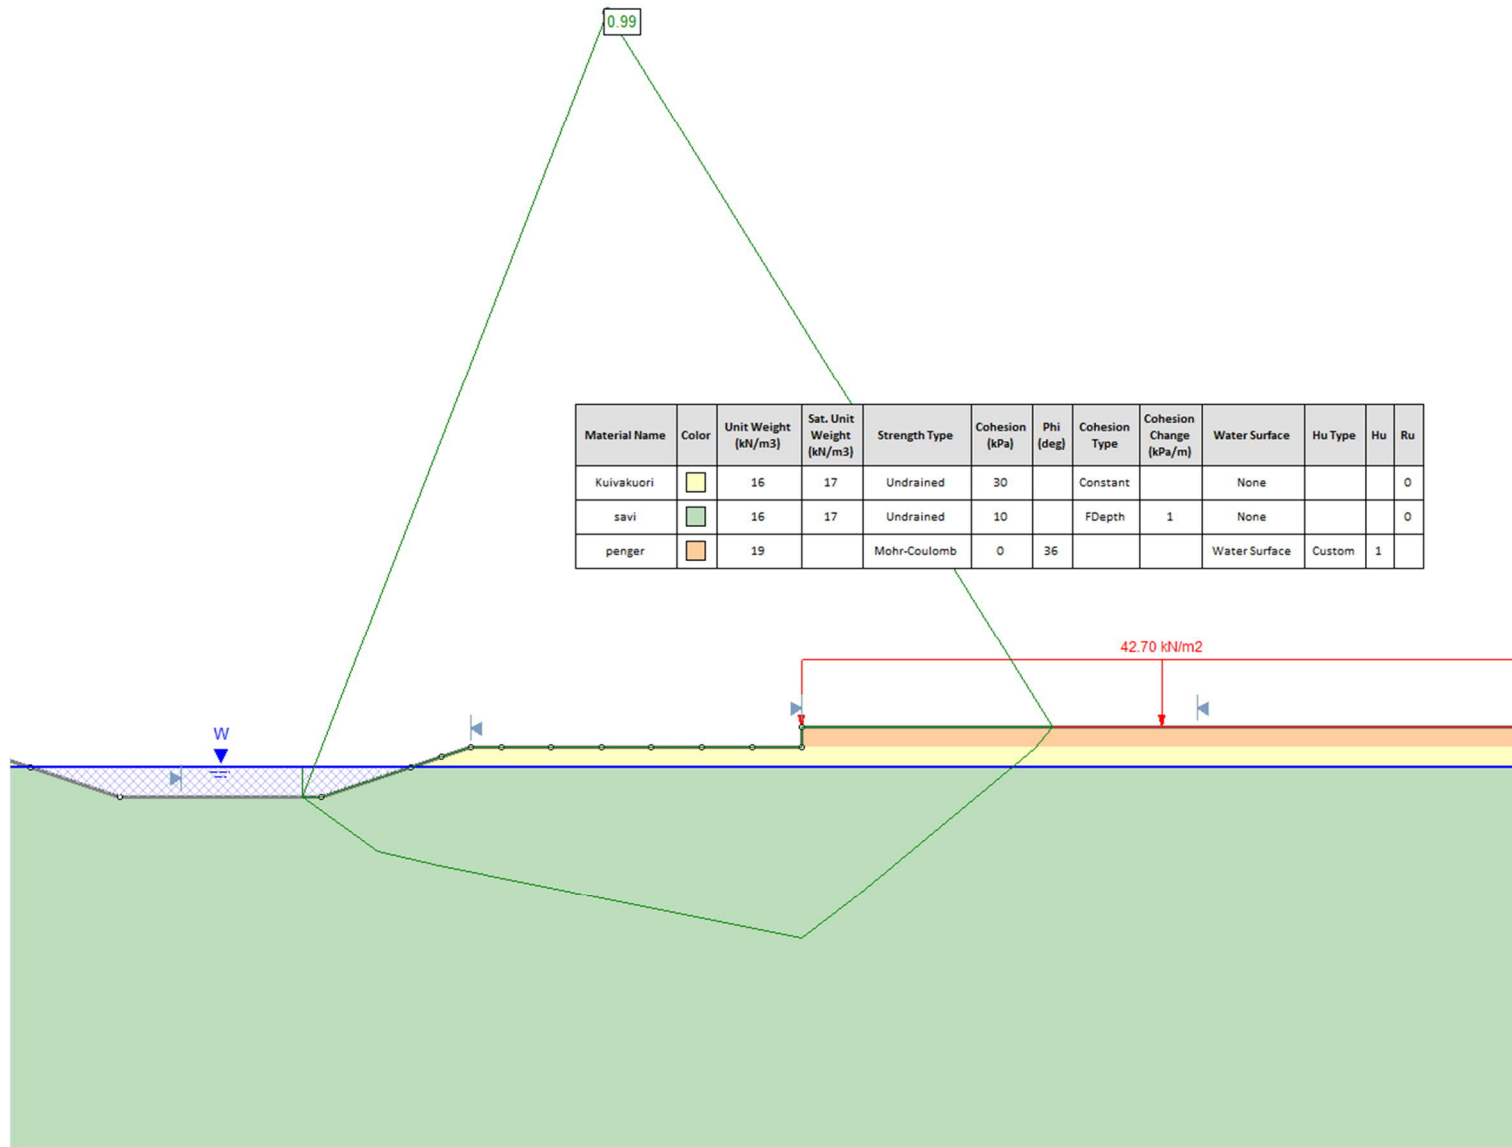 0.99
Material Name Color Unit Weight (kN/m3) Sat. Unit Weight (kN/m3) Strength Type Cohesion (kPa) Phi (deg) Cohesion Type Cohesion Change (kPa/m) Water Surface Hu Type Hu Ru
Kuivakuori 16 17 Undrained 30 Constant None 0
savi 16 17 Undrained 10 FDepth 1 None 0
penger 19 Mohr-Coulomb 0 36 Water Surface Custom 1
42.70 kN/m2
W